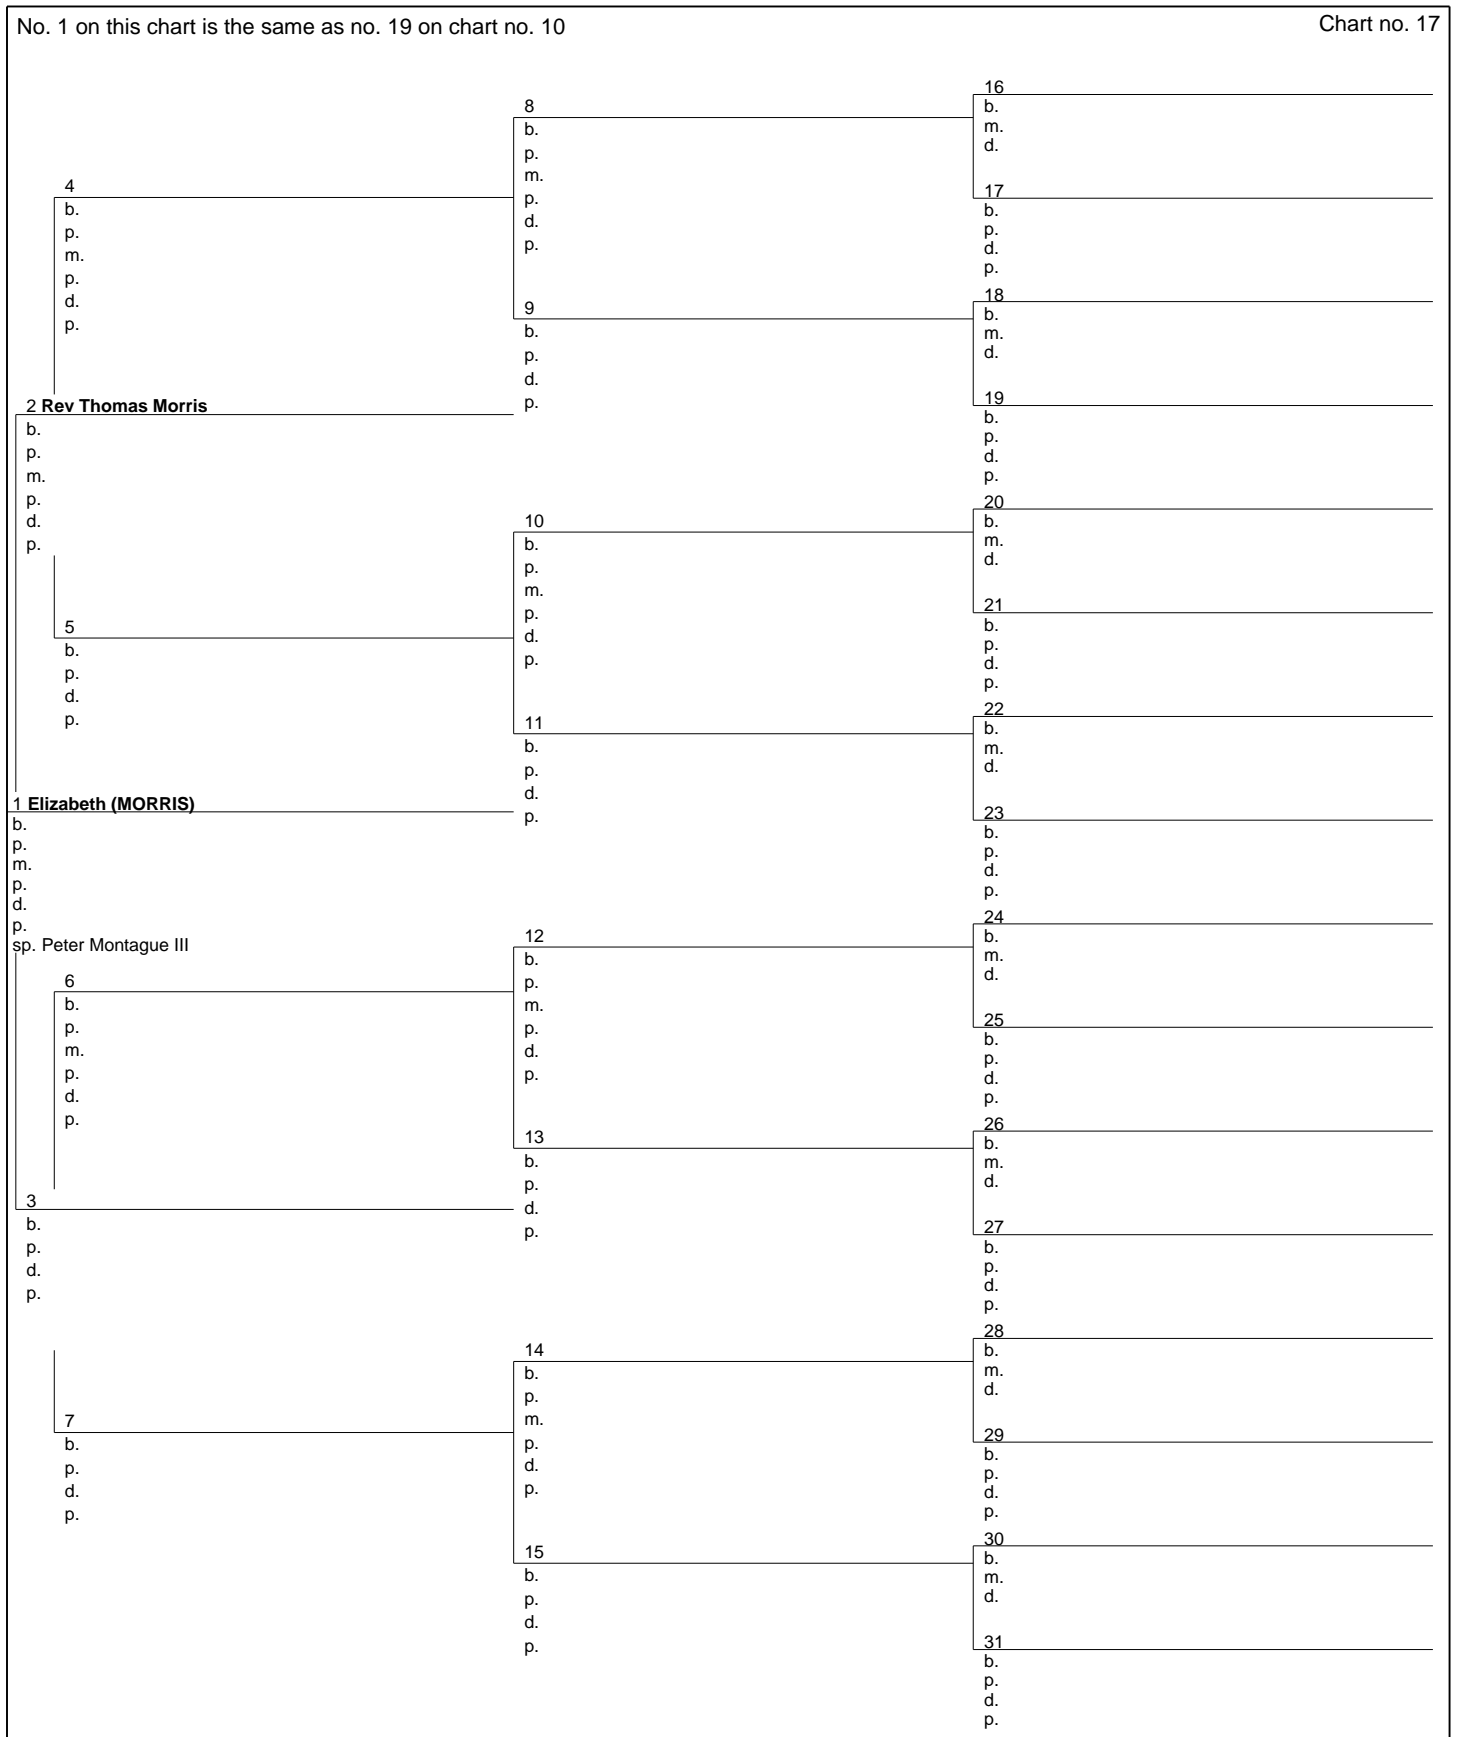 No. 1 on this chart is the same as no. 19 on chart no. 10
Chart no. 17
4
b.
p.
m.
p.
d.
p.
2 Rev Thomas Morris
b.
p.
m.
p.
d.
p.
5
b.
p.
d.
p.
1 Elizabeth (MORRIS)
b.
p.
m.
p.
d.
p.
sp. Peter Montague III
6
b.
p.
m.
p.
d.
p.
3
b.
p.
d.
p.
7
b.
p.
d.
p.
8
b.
p.
m.
p.
d.
p.
9
b.
p.
d.
p.
10
b.
p.
m.
p.
d.
p.
11
b.
p.
d.
p.
12
b.
p.
m.
p.
d.
p.
13
b.
p.
d.
p.
14
b.
p.
m.
p.
d.
p.
15
b.
p.
d.
p.
16
b.
m.
d.
17
b.
p.
d.
p.
18
b.
m.
d.
19
b.
p.
d.
p.
20
b.
m.
d.
21
b.
p.
d.
p.
22
b.
m.
d.
23
b.
p.
d.
p.
24
b.
m.
d.
25
b.
p.
d.
p.
26
b.
m.
d.
27
b.
p.
d.
p.
28
b.
m.
d.
29
b.
p.
d.
p.
30
b.
m.
d.
31
b.
p.
d.
p.